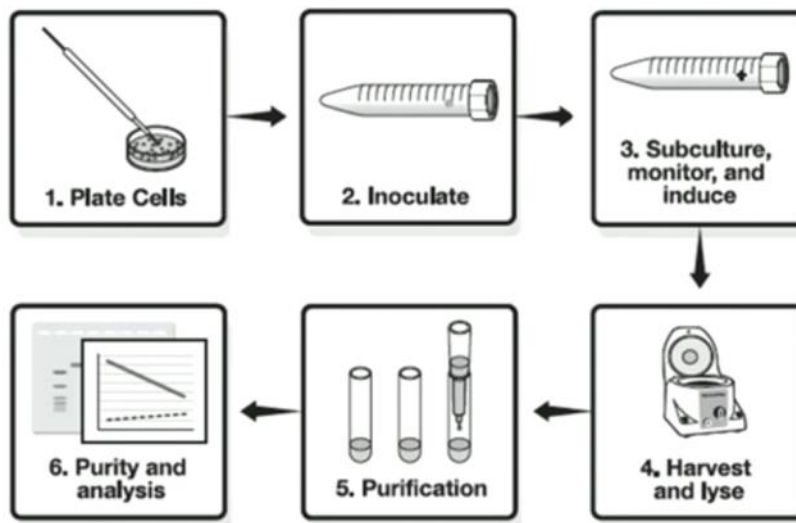 1. Plate Cells
2. Inoculate
3. Subculture,
monitor, and
induce
4. Harvest
and lyse
5. Purification
6. Purity and
analysis